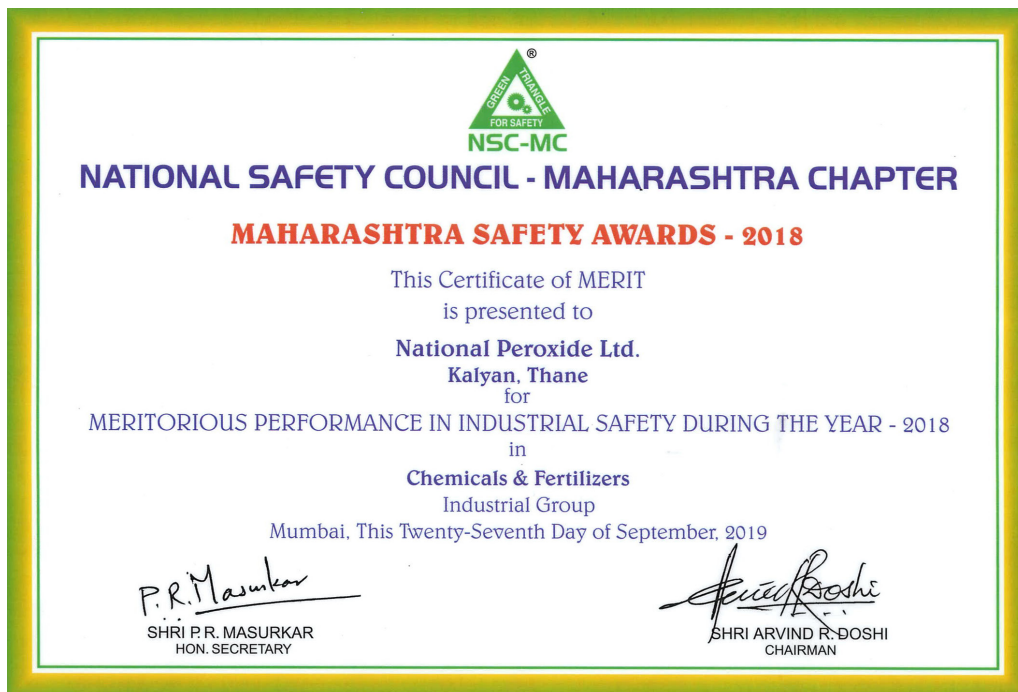 ®
GREEN TRIANGLE
FOR SAFETY
NSC-MC
NATIONAL SAFETY COUNCIL - MAHARASHTRA CHAPTER
MAHARASHTRA SAFETY AWARDS - 2018
This Certificate of MERIT
is presented to
National Peroxide Ltd.
Kalyan, Thane
for
MERITORIOUS PERFORMANCE IN INDUSTRIAL SAFETY DURING THE YEAR - 2018
in
Chemicals & Fertilizers
Industrial Group
Mumbai, This Twenty-Seventh Day of September, 2019
P.R. Masurkar
SHRI P. R. MASURKAR
HON. SECRETARY
SHRI ARVIND R. DOSHI
CHAIRMAN